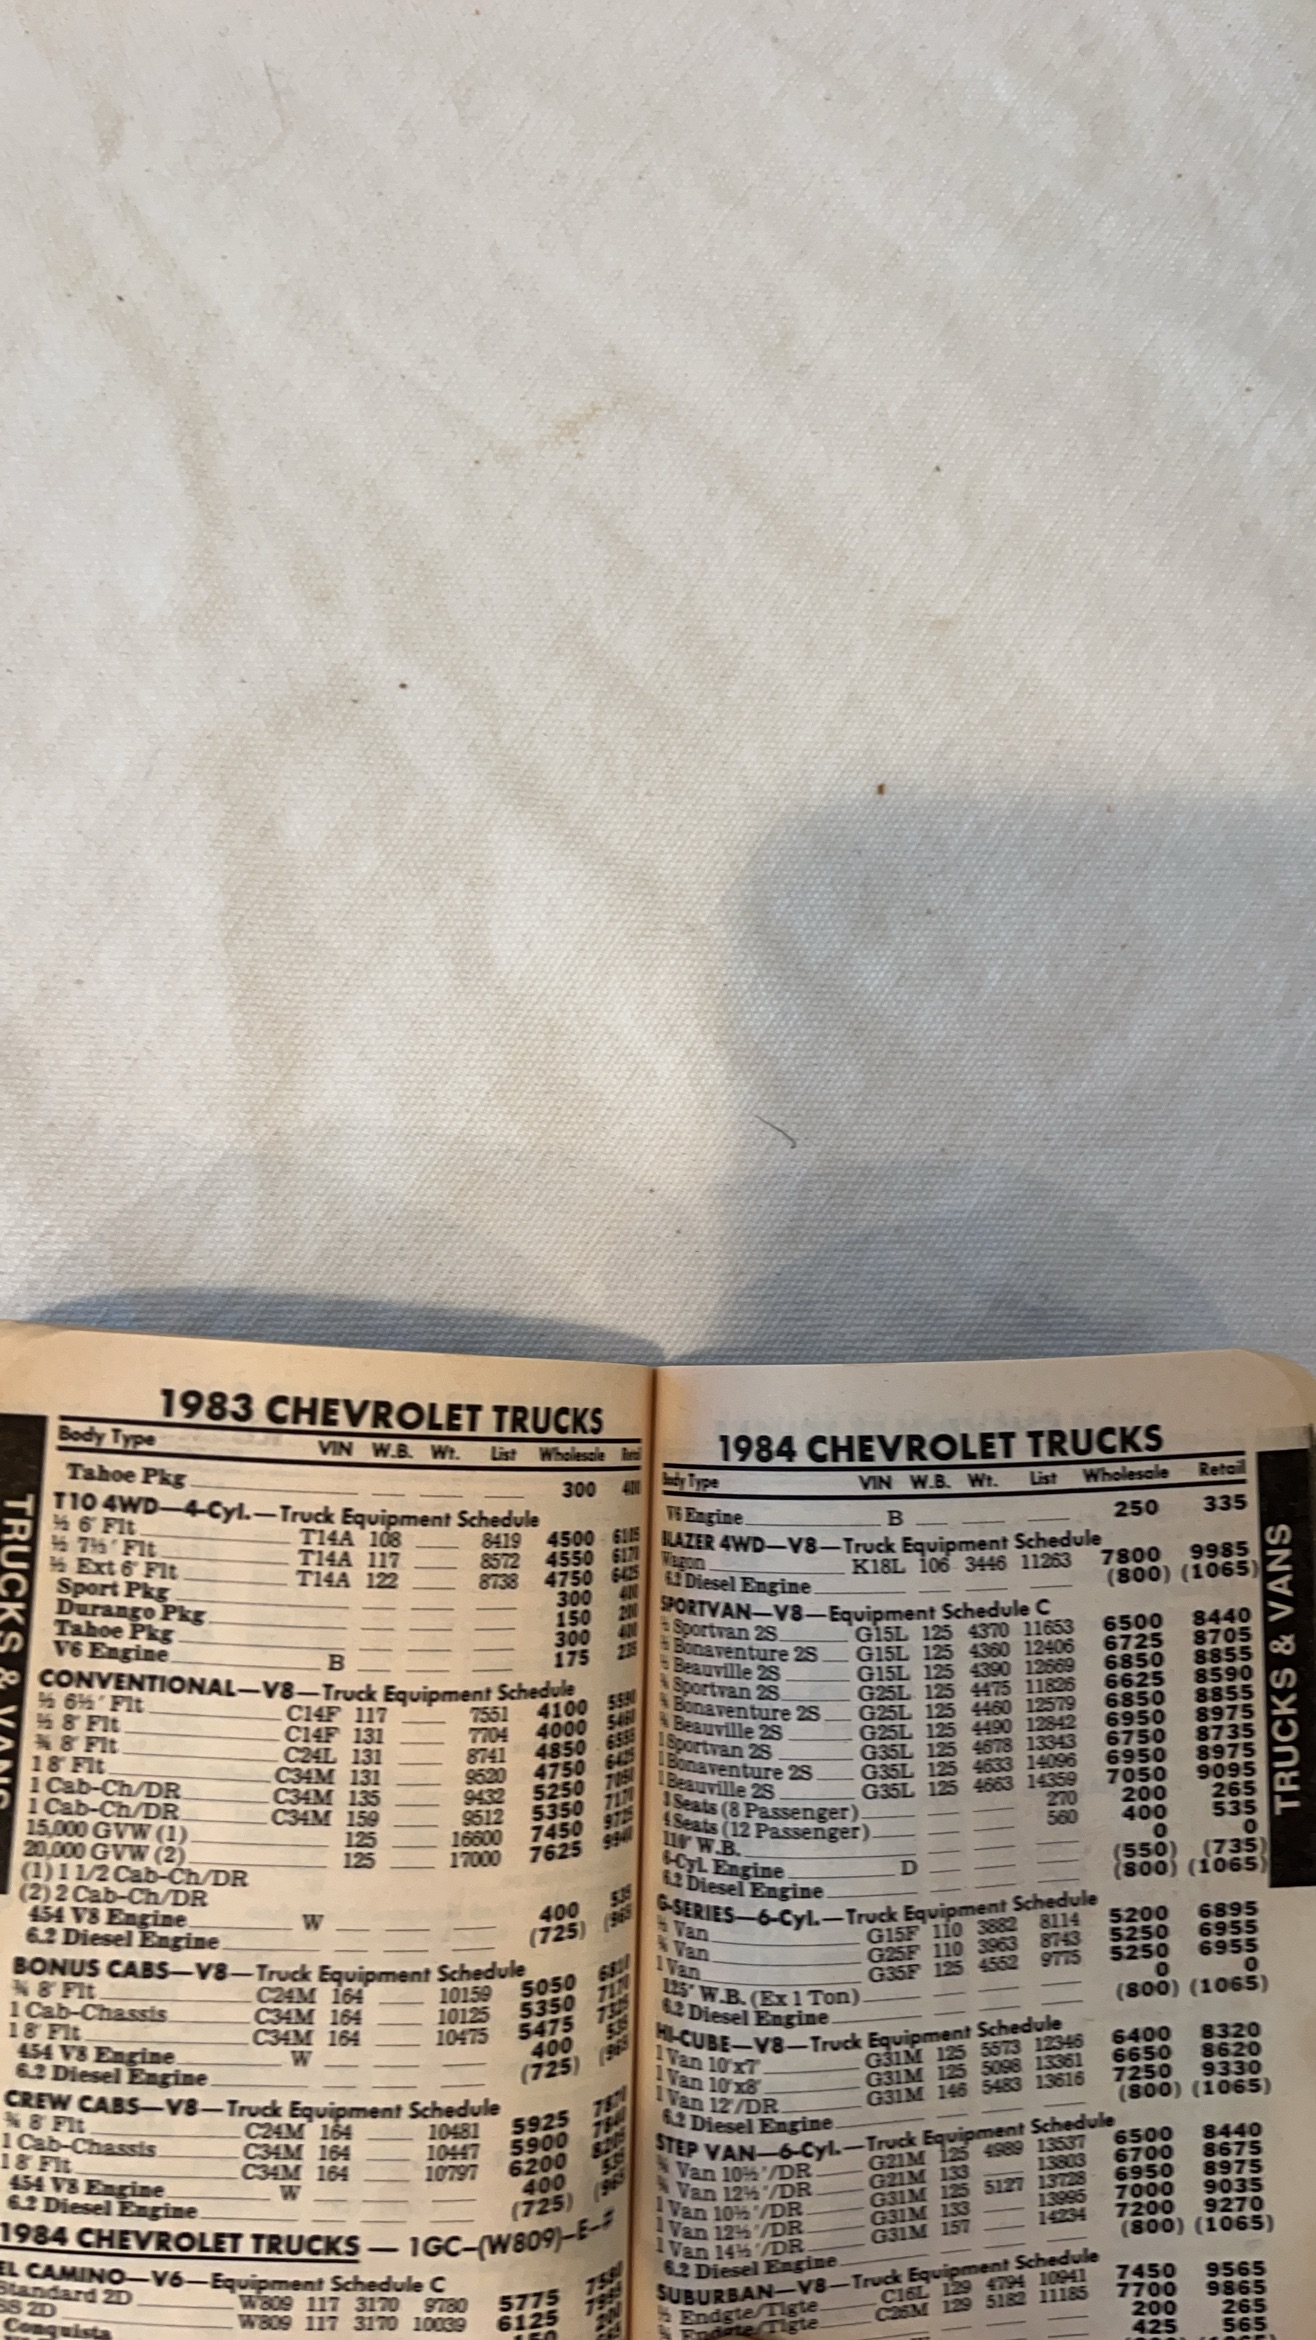 1983 CHEVROLET TRUCKS
Body Type VIN W.B. Wt. List Wholesale Retail
Tahoe Pkg 300
T10 4WD—4-Cyl.—Truck Equipment Schedule
½ 6' Flt T14A 108 8419 4500
½ 7½' Flt T14A 117 8572 4550
½ Ext 6' Flt T14A 122 8738 4750
Sport Pkg 300
Durango Pkg 150
Tahoe Pkg 300
V6 Engine B 175
CONVENTIONAL—V8—Truck Equipment Schedule
½ 6½' Flt C14F 117 7551 4100
½ 8' Flt C14F 131 7704 4000
¾ 8' Flt C24L 131 8741 4850
1 8' Flt C34M 131 9520 4750
1 Cab-Ch/DR C34M 135 9432 5250
1 Cab-Ch/DR C34M 159 9512 5350
15,000 GVW (1) 125 16600 7450
20,000 GVW (2) 125 17000 7625
(1) 1 1/2 Cab-Ch/DR
(2) 2 Cab-Ch/DR
454 V8 Engine W 400
6.2 Diesel Engine (725)
BONUS CABS—V8—Truck Equipment Schedule
¾ 8' Flt C24M 164 10159 5050
1 Cab-Chassis C34M 164 10125 5350
1 8' Flt C34M 164 10475 5475
454 V8 Engine W 400
6.2 Diesel Engine (725)
CREW CABS—V8—Truck Equipment Schedule
¾ 8' Flt C24M 164 10481 5925
1 Cab-Chassis C34M 164 10447 5900
1 8' Flt C34M 164 10797 6200
454 V8 Engine W 400
6.2 Diesel Engine (725)
1984 CHEVROLET TRUCKS — 1GC-(W809)-E-#
EL CAMINO—V6—Equipment Schedule C
Standard 2D W809 117 3170 9780 5775
SS 2D W809 117 3170 10039 6125
Conquista
TRUCKS & VANS
1984 CHEVROLET TRUCKS
Body Type VIN W.B. Wt. List Wholesale Retail
V6 Engine B 250 335
BLAZER 4WD—V8—Truck Equipment Schedule
Wagon K18L 106 3446 11263 7800 9985
6.2 Diesel Engine (800) (1065)
SPORTVAN—V8—Equipment Schedule C
½ Sportvan 2S G15L 125 4370 11653 6500 8440
½ Bonaventure 2S G15L 125 4360 12406 6725 8705
½ Beauville 2S G15L 125 4390 12669 6850 8855
¾ Sportvan 2S G25L 125 4475 11826 6625 8590
¾ Bonaventure 2S G25L 125 4460 12579 6850 8855
¾ Beauville 2S G25L 125 4490 12842 6950 8975
1 Sportvan 2S G35L 125 4678 13343 6750 8735
1 Bonaventure 2S G35L 125 4633 14096 6950 8975
1 Beauville 2S G35L 125 4663 14359 7050 9095
3 Seats (8 Passenger) 270 200 265
4 Seats (12 Passenger) 560 400 535
110" W.B. 0 0
6-Cyl. Engine D (550) (735)
6.2 Diesel Engine (800) (1065)
G-SERIES—6-Cyl.—Truck Equipment Schedule
½ Van G15F 110 3882 8114 5200 6895
¾ Van G25F 110 3963 8743 5250 6955
1 Van G35F 125 4552 9775 5250 6955
125" W.B. (Ex 1 Ton) 0 0
6.2 Diesel Engine (800) (1065)
HI-CUBE—V8—Truck Equipment Schedule
1 Van 10'x7' G31M 125 5573 12346 6400 8320
1 Van 10'x8' G31M 125 5098 13361 6650 8620
1 Van 12'/DR G31M 146 5483 13616 7250 9330
6.2 Diesel Engine (800) (1065)
STEP VAN—6-Cyl.—Truck Equipment Schedule
¾ Van 10½'/DR G21M 125 4989 13537 6500 8440
¾ Van 12½'/DR G21M 133 13803 6700 8675
1 Van 10½'/DR G31M 125 5127 13728 6950 8975
1 Van 12½'/DR G31M 133 13995 7000 9035
1 Van 14½'/DR G31M 157 14234 7200 9270
6.2 Diesel Engine (800) (1065)
SUBURBAN—V8—Truck Equipment Schedule
½ Endgte/Tlgte C16L 129 4794 10941 7450 9565
¾ Endgte/Tlgte C26M 129 5182 11185 7700 9865
200 265
425 565
TRUCKS & VANS